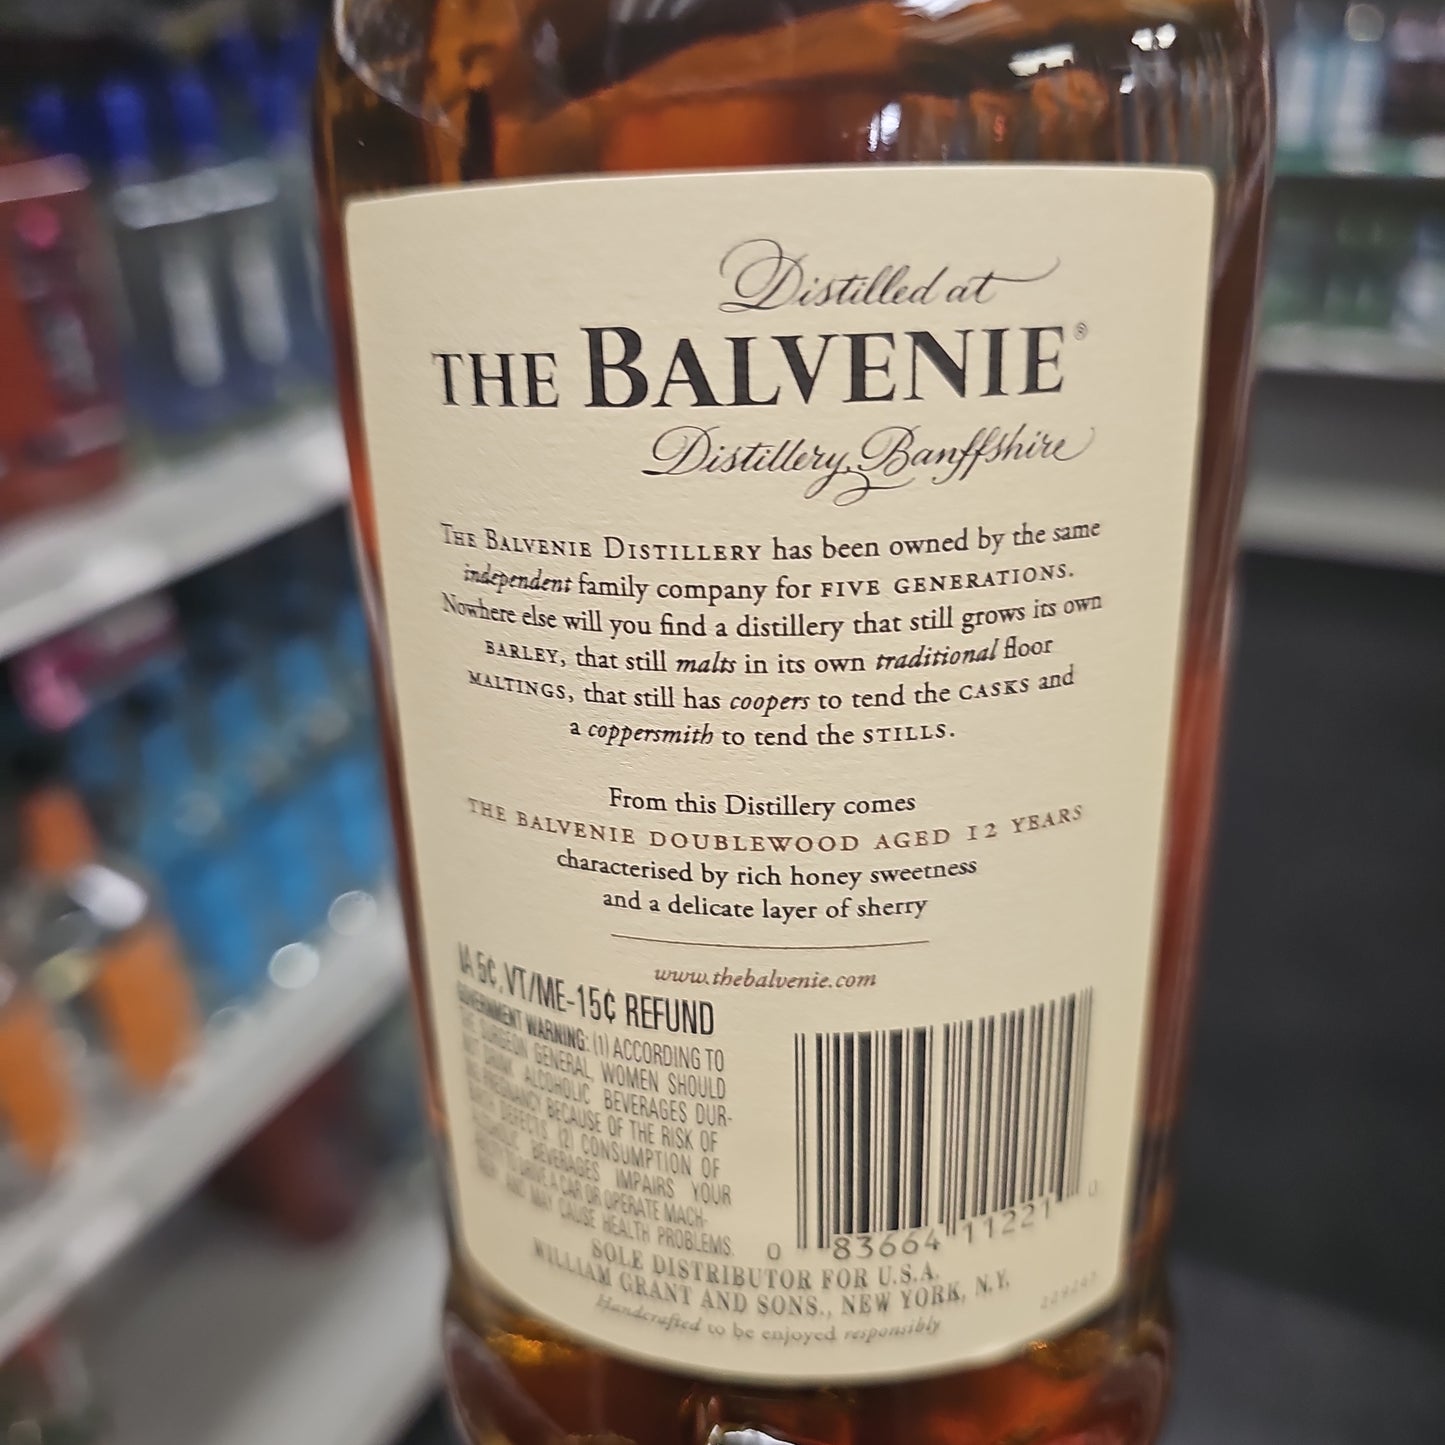 Distilled at
THE BALVENIE®
Distillery, Banffshire
THE BALVENIE DISTILLERY has been owned by the same
independent family company for FIVE GENERATIONS.
Nowhere else will you find a distillery that still grows its own
BARLEY, that still malts in its own traditional floor
MALTINGS, that still has coopers to tend the CASKS and
a coppersmith to tend the STILLS.
From this Distillery comes
THE BALVENIE DOUBLEWOOD AGED 12 YEARS
characterised by rich honey sweetness
and a delicate layer of sherry
www.thebalvenie.com
IA 5¢, VT/ME-15¢ REFUND
GOVERNMENT WARNING: (1) ACCORDING TO
THE SURGEON GENERAL, WOMEN SHOULD
NOT DRINK ALCOHOLIC BEVERAGES DUR-
ING PREGNANCY BECAUSE OF THE RISK OF
BIRTH DEFECTS. (2) CONSUMPTION OF
ALCOHOLIC BEVERAGES IMPAIRS YOUR
ABILITY TO DRIVE A CAR OR OPERATE MACH-
INERY, AND MAY CAUSE HEALTH PROBLEMS.
0 83664 11221 0
SOLE DISTRIBUTOR FOR U.S.A.
WILLIAM GRANT AND SONS., NEW YORK, N.Y.
Handcrafted to be enjoyed responsibly